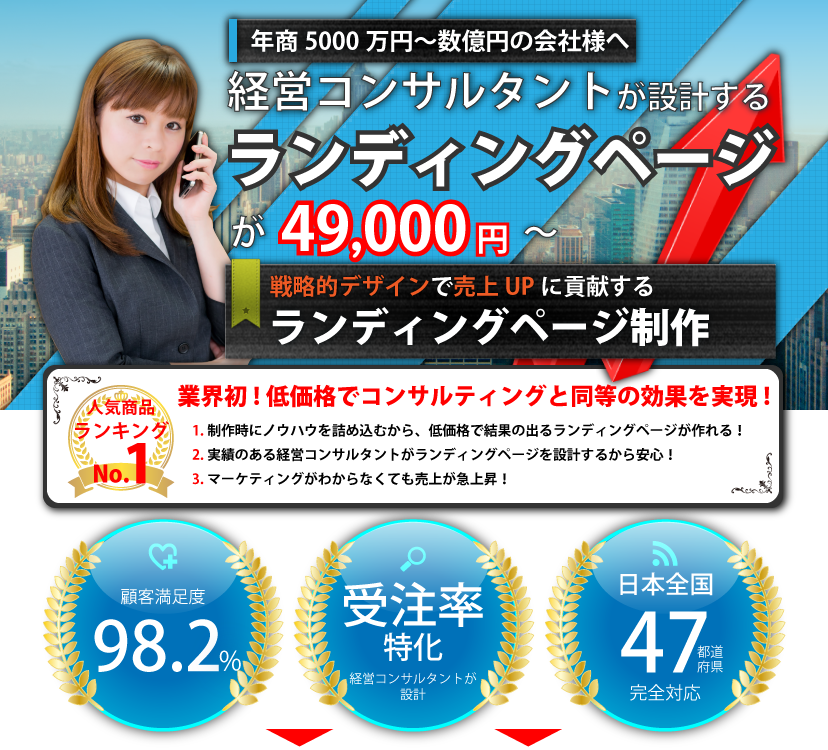 年商 5000 万円～数億円の会社様へ
経営コンサルタントが設計する
ランディングページ
が 49,000 円 ～
戦略的デザインで売上 UP に貢献する
ランディングページ制作
人気商品
ランキング
No.1
業界初！低価格でコンサルティングと同等の効果を実現！
1. 制作時にノウハウを詰め込むから、低価格で結果の出るランディングページが作れる！
2. 実績のある経営コンサルタントがランディングページを設計するから安心！
3. マーケティングがわからなくても売上が急上昇！
顧客満足度
98.2%
受注率
特化
経営コンサルタントが
設計
日本全国
47 都道
府県
完全対応